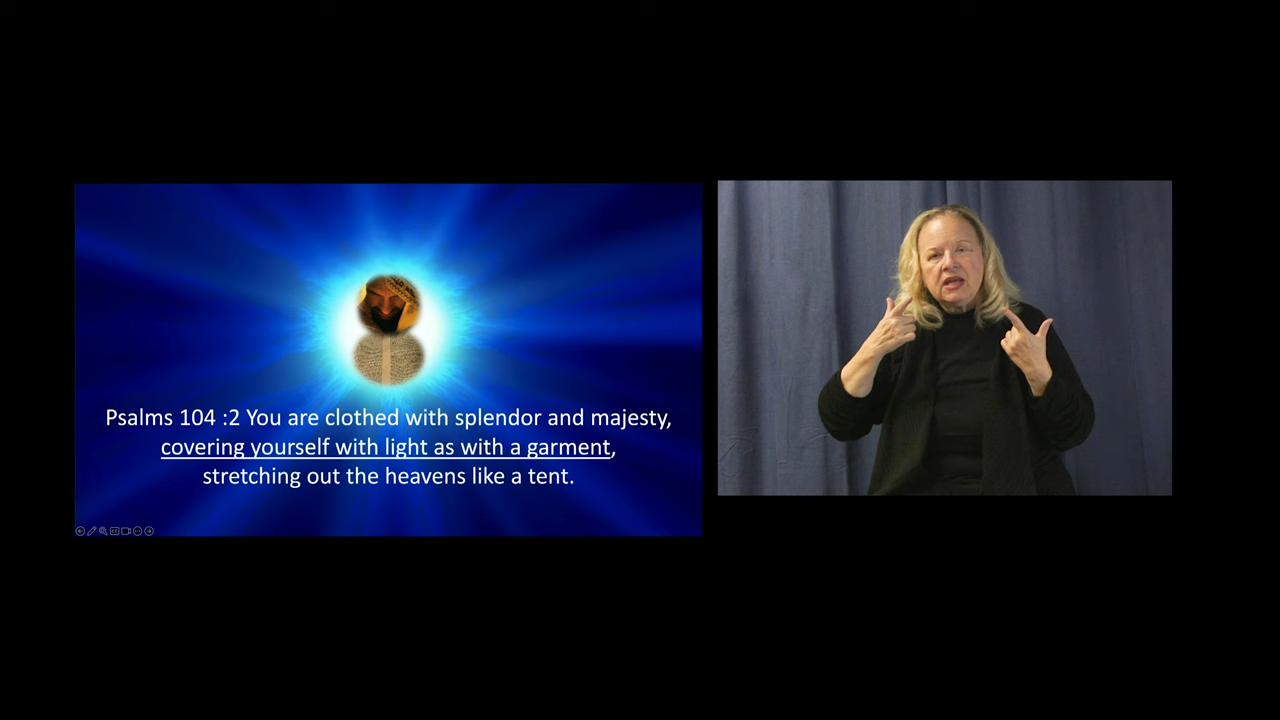 Psalms 104 :2 You are clothed with splendor and majesty,
covering yourself with light as with a garment,
stretching out the heavens like a tent.